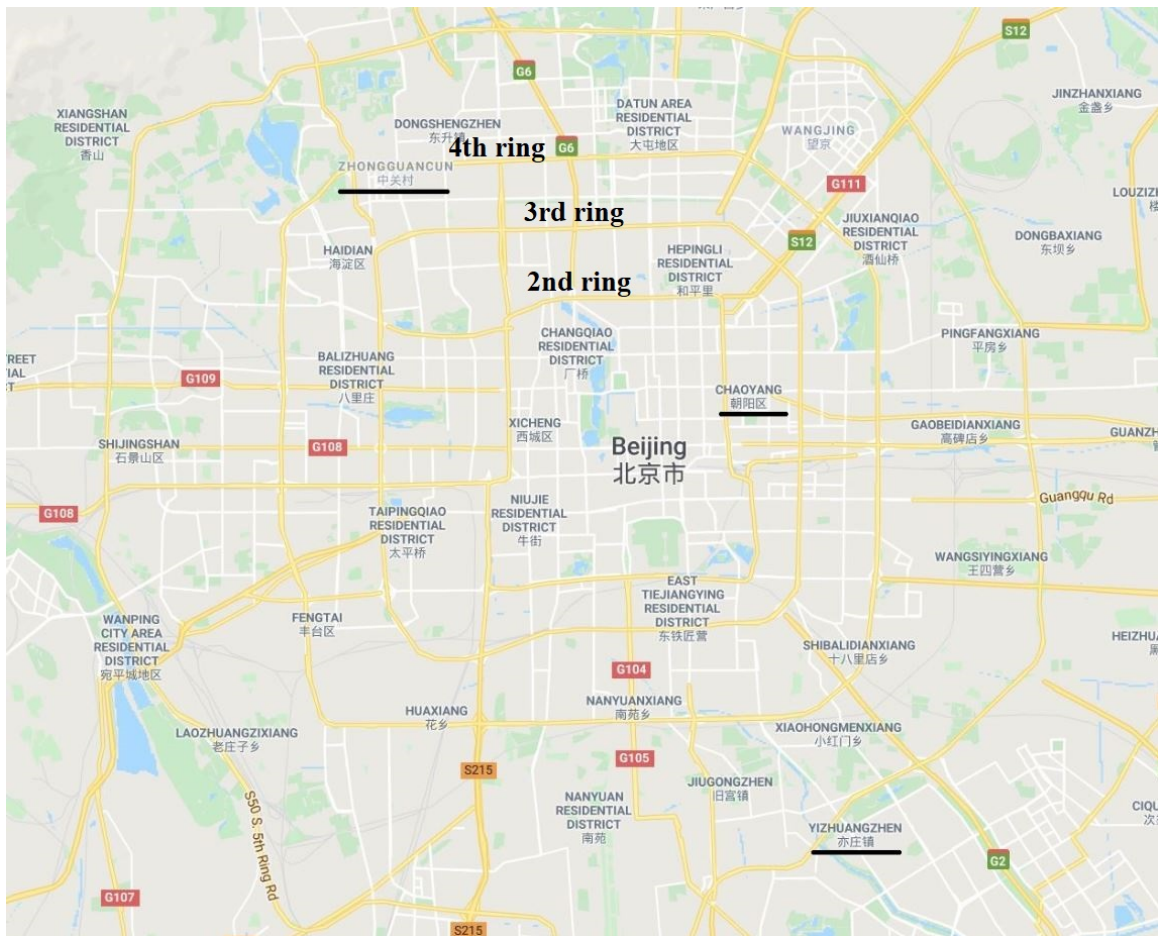 S12
G6
XIANGSHAN
RESIDENTIAL
DISTRICT
香山
DONGSHENGZHEN
东升镇
DATUN AREA
RESIDENTIAL
DISTRICT
大屯地区
WANGJING
望京
JINZHANXIANG
金盏乡
4th ring
G6
ZHONGGUANCUN
中关村
G111
LOUZIZH
楼
3rd ring
HAIDIAN
海淀区
HEPINGLI
RESIDENTIAL
DISTRICT
和平里
S12
JIUXIANQIAO
RESIDENTIAL
DISTRICT
酒仙桥
DONGBAXIANG
东坝乡
2nd ring
CHANGQIAO
RESIDENTIAL
DISTRICT
厂桥
PINGFANGXIANG
平房乡
TREET
TIAL
CT
G109
BALIZHUANG
RESIDENTIAL
DISTRICT
八里庄
CHAOYANG
朝阳区
XICHENG
西城区
GAOBEIDIANXIANG
高碑店乡
GUANZH
SHIJINGSHAN
石景山区
G108
Beijing
北京市
G108
TAIPINGQIAO
RESIDENTIAL
DISTRICT
太平桥
NIUJIE
RESIDENTIAL
DISTRICT
牛街
Guangqu Rd
WANGSIYINGXIANG
王四营乡
EAST
TIEJIANGYING
RESIDENTIAL
DISTRICT
东铁匠营
FENGTAI
丰台区
WANPING
CITY AREA
RESIDENTIAL
DISTRICT
宛平城地区
SHIBALIDIANXIANG
十八里店乡
HEIZHUA
G104
HUAXIANG
花乡
NANYUANXIANG
南苑乡
LAOZHUANGZIXIANG
老庄子乡
XIAOHONGMENXIANG
小红门乡
G105
S215
JIUGONGZHEN
旧宫镇
S50 S. 5th Ring Rd
NANYUAN
RESIDENTIAL
DISTRICT
南苑
YIZHUANGZHEN
亦庄镇
CIQU
G2
G107
S215